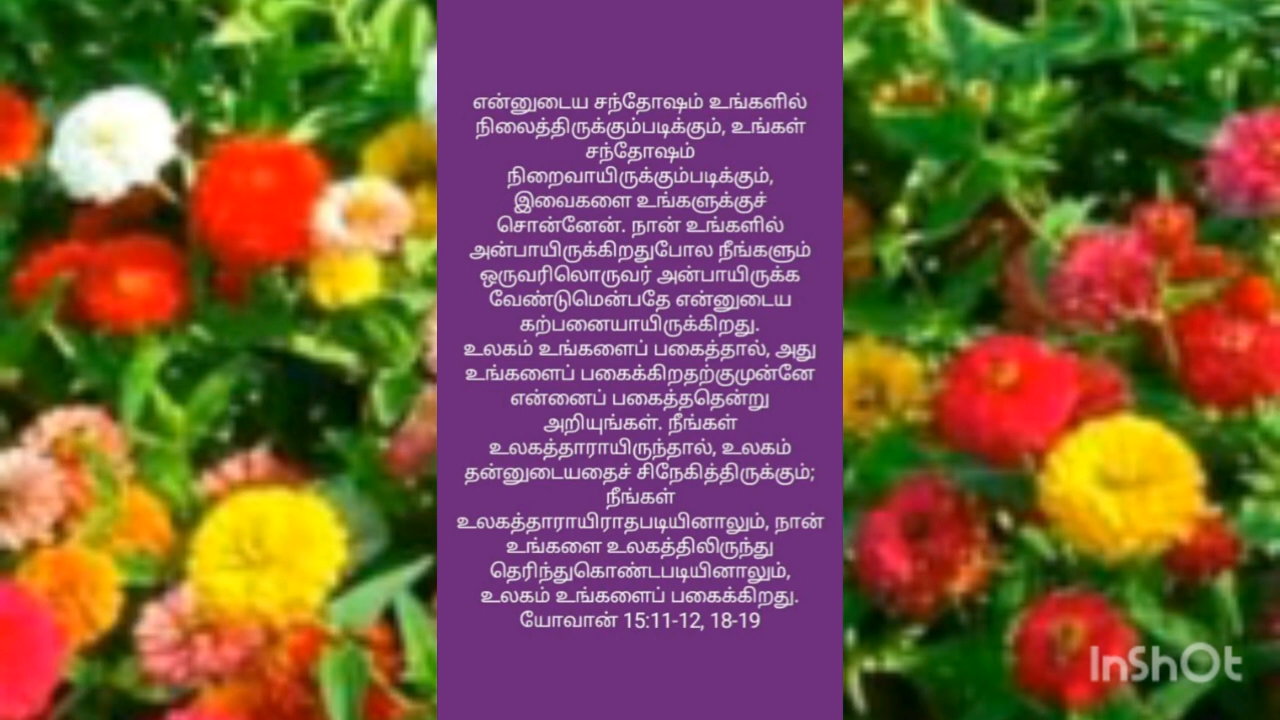 என்னுடைய சந்தோஷம் உங்களில்
நிலைத்திருக்கும்படிக்கும், உங்கள்
சந்தோஷம்
நிறைவாயிருக்கும்படிக்கும்,
இவைகளை உங்களுக்குச்
சொன்னேன். நான் உங்களில்
அன்பாயிருக்கிறதுபோல நீங்களும்
ஒருவரிலொருவர் அன்பாயிருக்க
வேண்டுமென்பதே என்னுடைய
கற்பனையாயிருக்கிறது.
உலகம் உங்களைப் பகைத்தால், அது
உங்களைப் பகைக்கிறதற்குமுன்னே
என்னைப் பகைத்ததென்று
அறியுங்கள். நீங்கள்
உலகத்தாராயிருந்தால், உலகம்
தன்னுடையதைச் சிநேகித்திருக்கும்;
நீங்கள்
உலகத்தாராயிராதபடியினாலும், நான்
உங்களை உலகத்திலிருந்து
தெரிந்துகொண்டபடியினாலும்,
உலகம் உங்களைப் பகைக்கிறது.
யோவான் 15:11-12, 18-19
InShOt